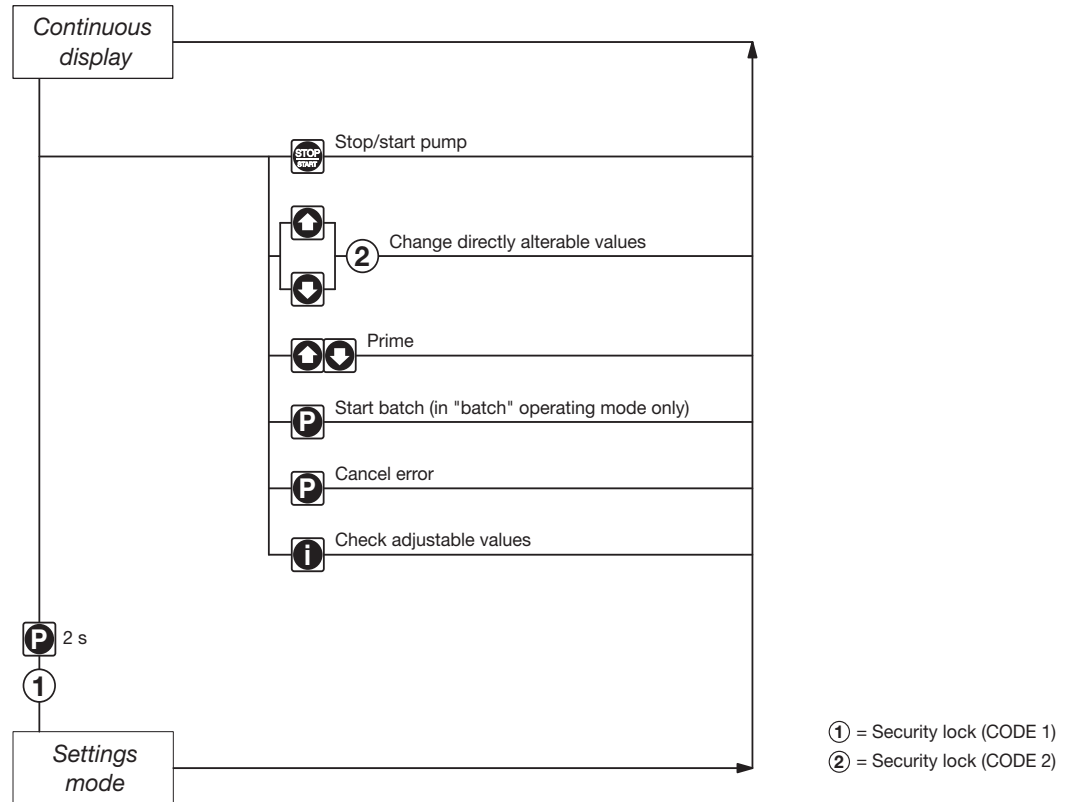 Continuous
display
Stop/start pump
STOP
START
2
Change directly alterable values
Prime
P
Start batch (in "batch" operating mode only)
P
Cancel error
i
Check adjustable values
P 2 s
1
Settings
mode
1 = Security lock (CODE 1)
2 = Security lock (CODE 2)